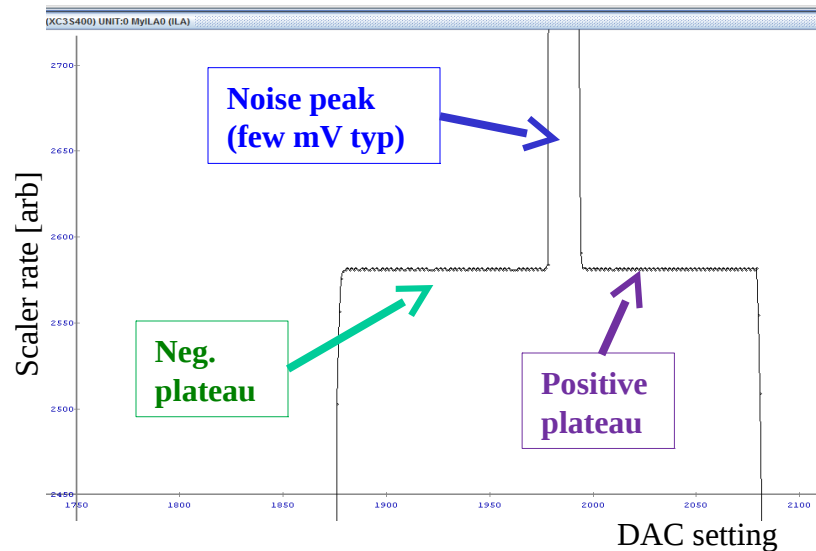 (XC3S400) UNIT:0 MyILA0 (ILA)
2700
2650
2600
2550
2500
2450
Scaler rate [arb]
Noise peak
(few mV typ)
Neg.
plateau
Positive
plateau
1750
1800
1850
1900
1950
2000
2050
2100
DAC setting